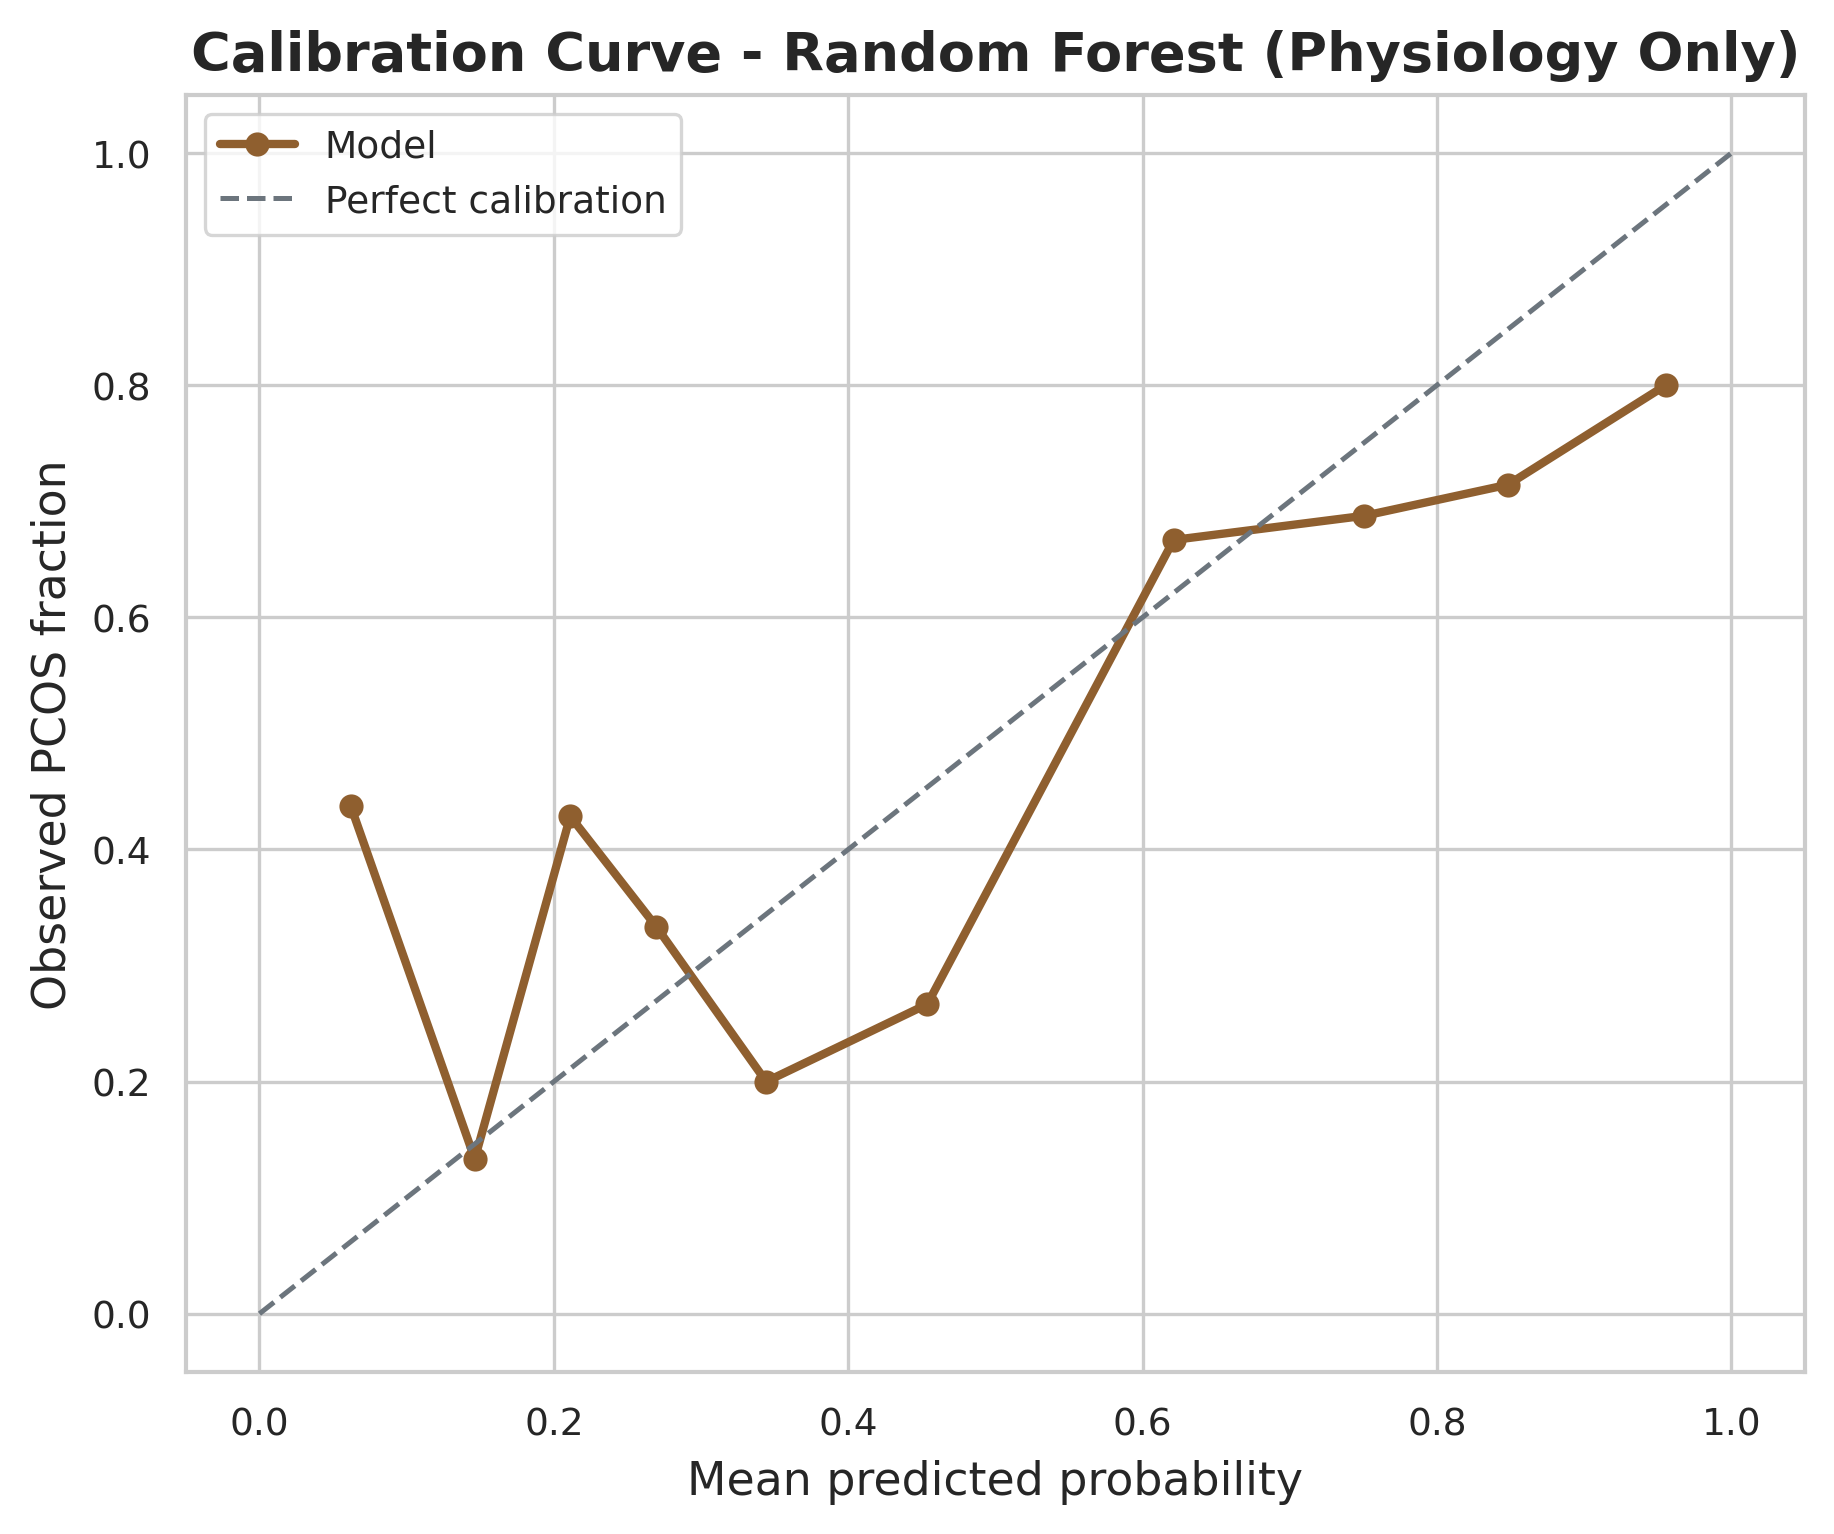 Calibration Curve - Random Forest (Physiology Only)
Model
Perfect calibration
Observed PCOS fraction
1.0
0.8
0.6
0.4
0.2
0.0
0.0 0.2 0.4 0.6 0.8 1.0
Mean predicted probability